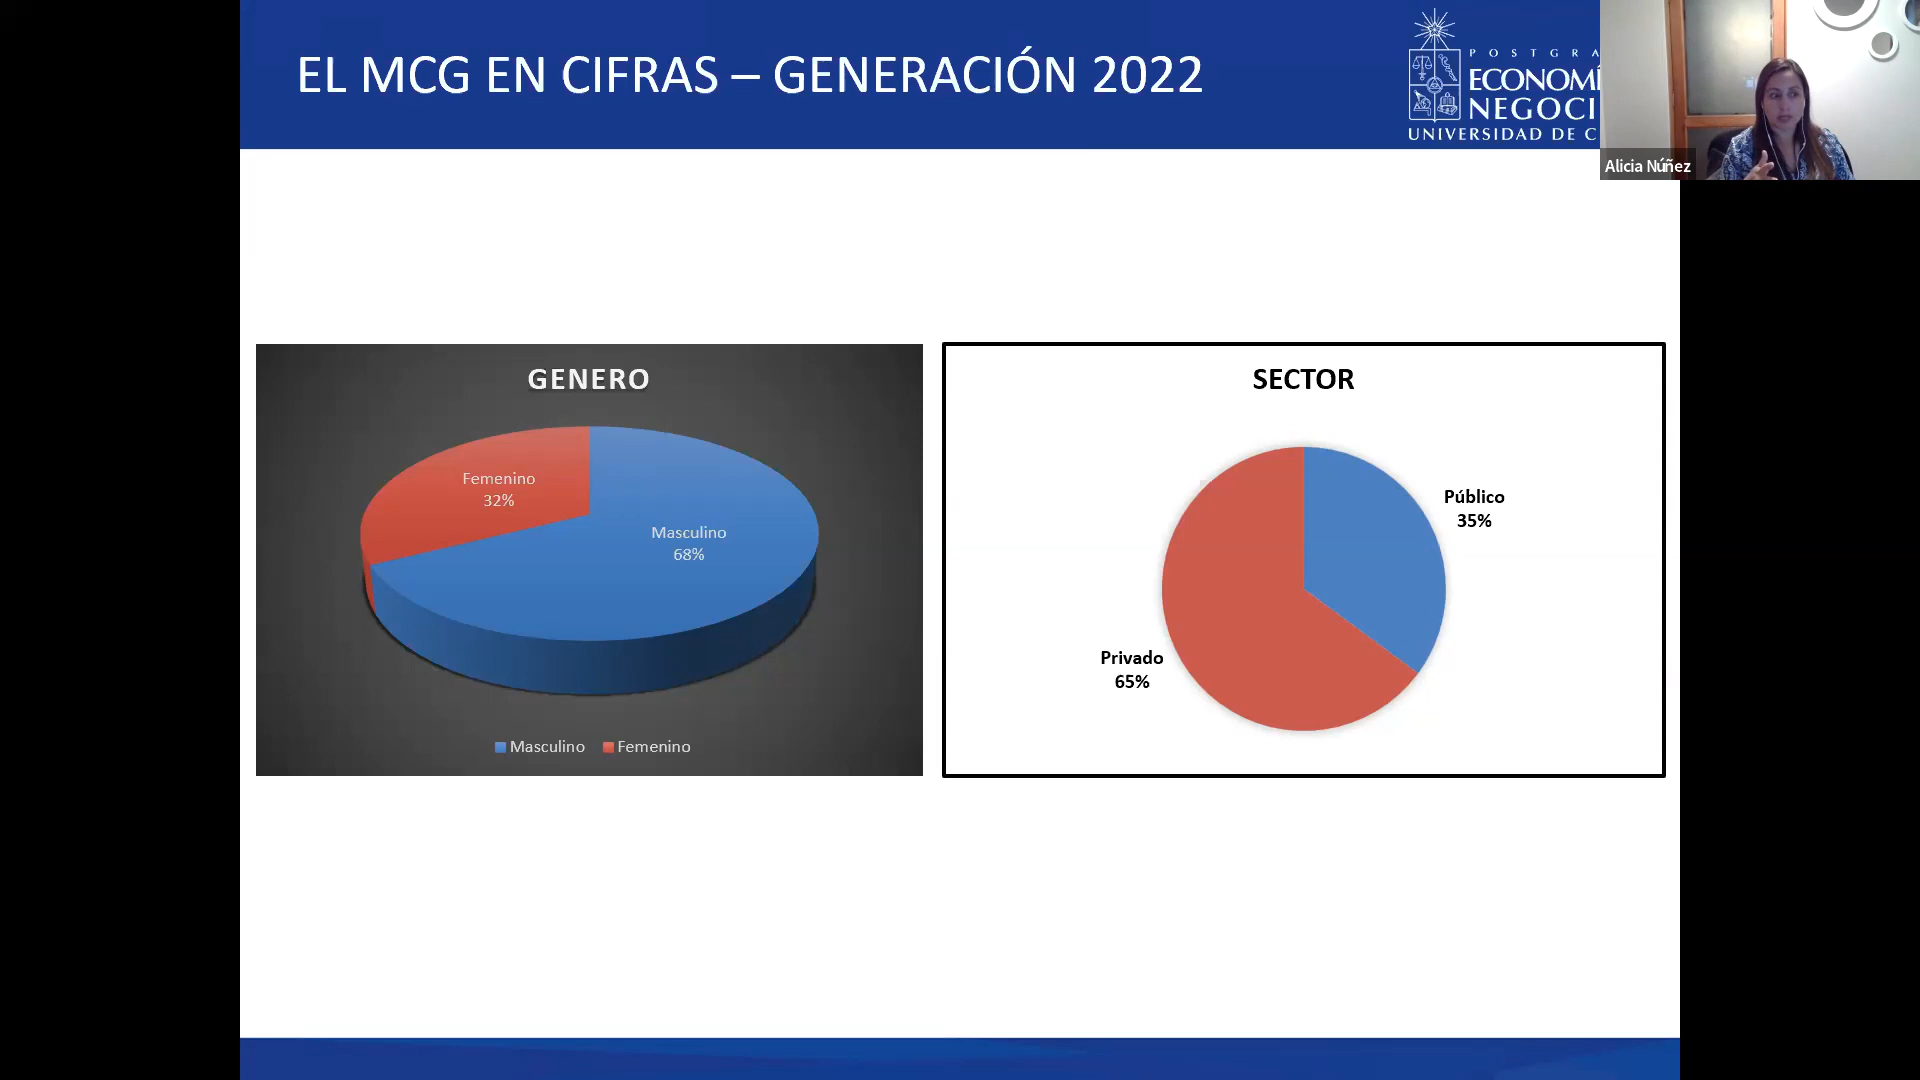 EL MCG EN CIFRAS – GENERACIÓN 2022
POSTGRA
ECONOMÍ
NEGOCI
UNIVERSIDAD DE C
Alicia Núñez
GENERO
Femenino
32%
Masculino
68%
Masculino Femenino
SECTOR
Público
35%
Privado
65%